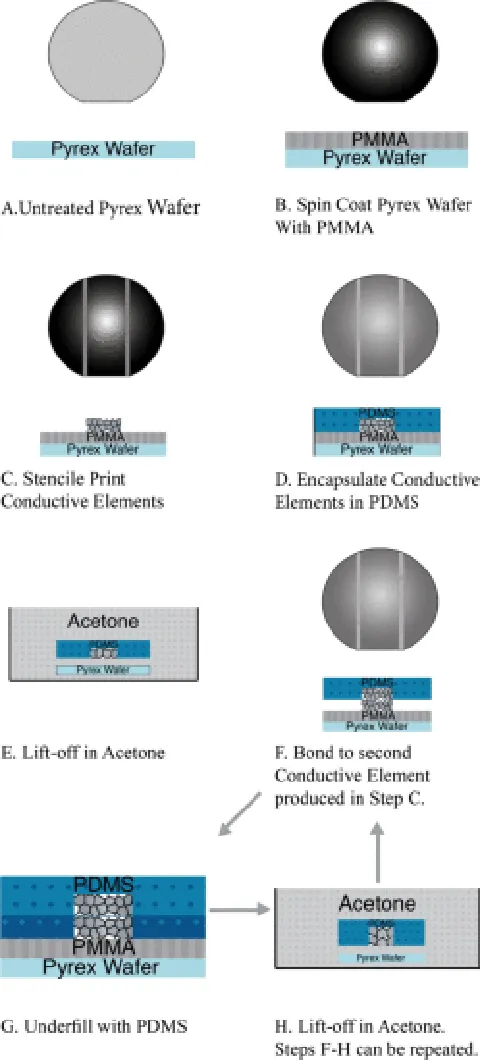 Pyrex Wafer
A.Untreated Pyrex Wafer
PMMA
Pyrex Wafer
B. Spin Coat Pyrex Wafer
With PMMA
PMMA
Pyrex Wafer
C. Stencile Print
Conductive Elements
PDMS
PMMA
Pyrex Wafer
D. Encapsulate Conductive
Elements in PDMS
Acetone
PDMS
Pyrex Wafer
E. Lift-off in Acetone
PDMS
PMMA
Pyrex Wafer
F. Bond to second
Conductive Element
produced in Step C.
PDMS
PMMA
Pyrex Wafer
G. Underfill with PDMS
Acetone
PDMS
Pyrex Wafer
H. Lift-off in Acetone.
Steps F-H can be repeated.